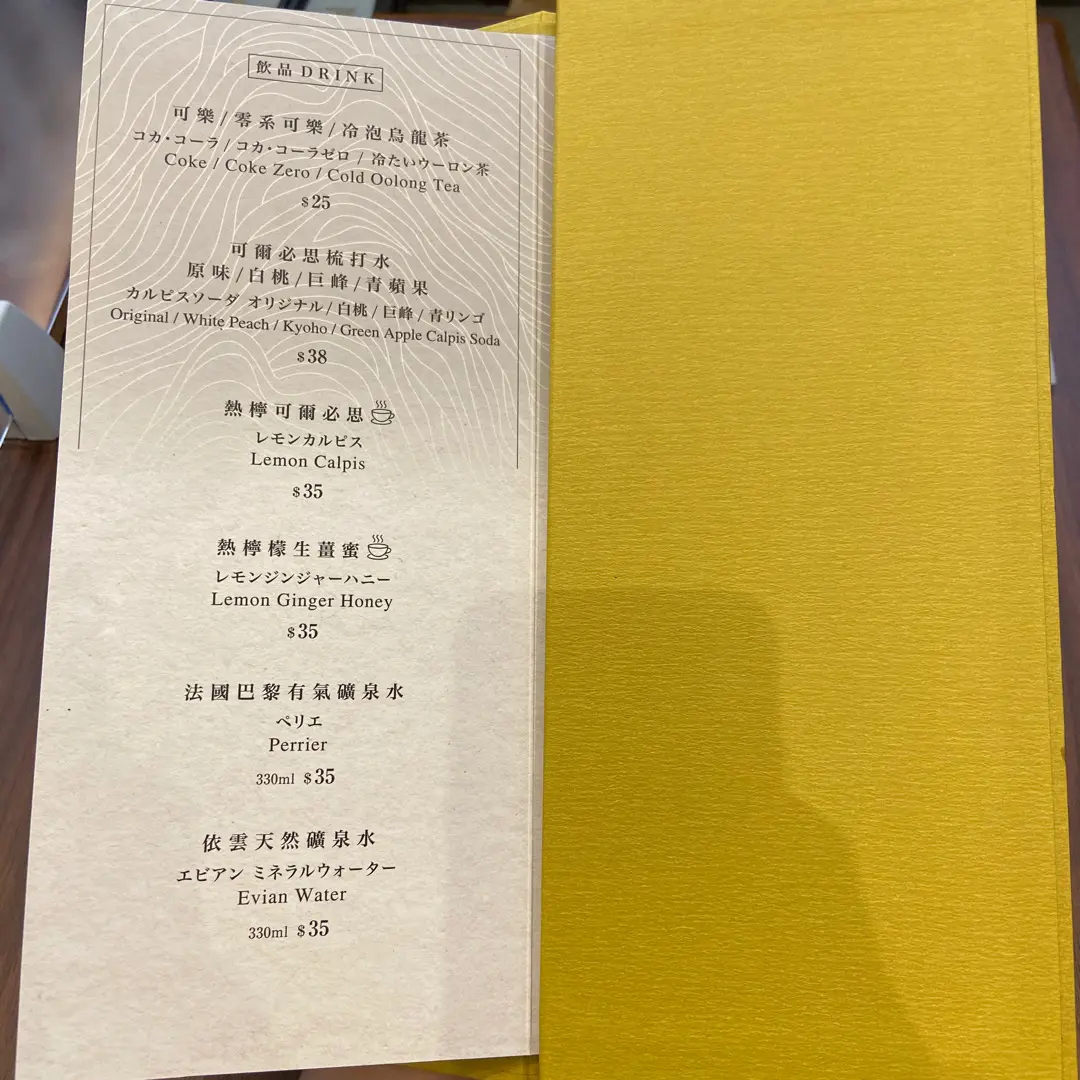 飲品 DRINK
可樂 / 零系可樂 / 冷泡烏龍茶
コカ・コーラ / コカ・コーラゼロ / 冷たいウーロン茶
Coke / Coke Zero / Cold Oolong Tea
$25
可爾必思梳打水
原味 / 白桃 / 巨峰 / 青蘋果
カルピスソーダ オリジナル / 白桃 / 巨峰 / 青リンゴ
Original / White Peach / Kyoho / Green Apple Calpis Soda
$38
熱檸可爾必思
レモンカルピス
Lemon Calpis
$35
熱檸檬生薑蜜
レモンジンジャーハニー
Lemon Ginger Honey
$35
法國巴黎有氣礦泉水
ペリエ
Perrier
330ml $35
依雲天然礦泉水
エビアン ミネラルウォーター
Evian Water
330ml $35